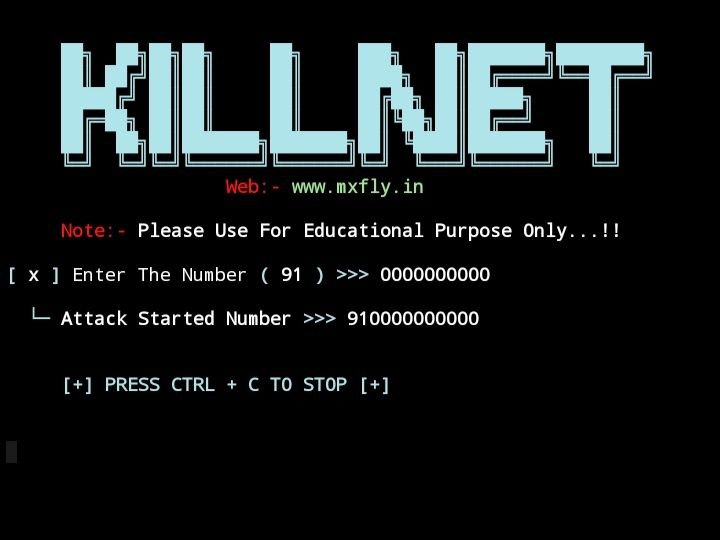 KILLNET
Web:- www.mxfly.in
Note:- Please Use For Educational Purpose Only...!!
[ x ] Enter The Number ( 91 ) >>> 0000000000
└─ Attack Started Number >>> 910000000000
[+] PRESS CTRL + C TO STOP [+]